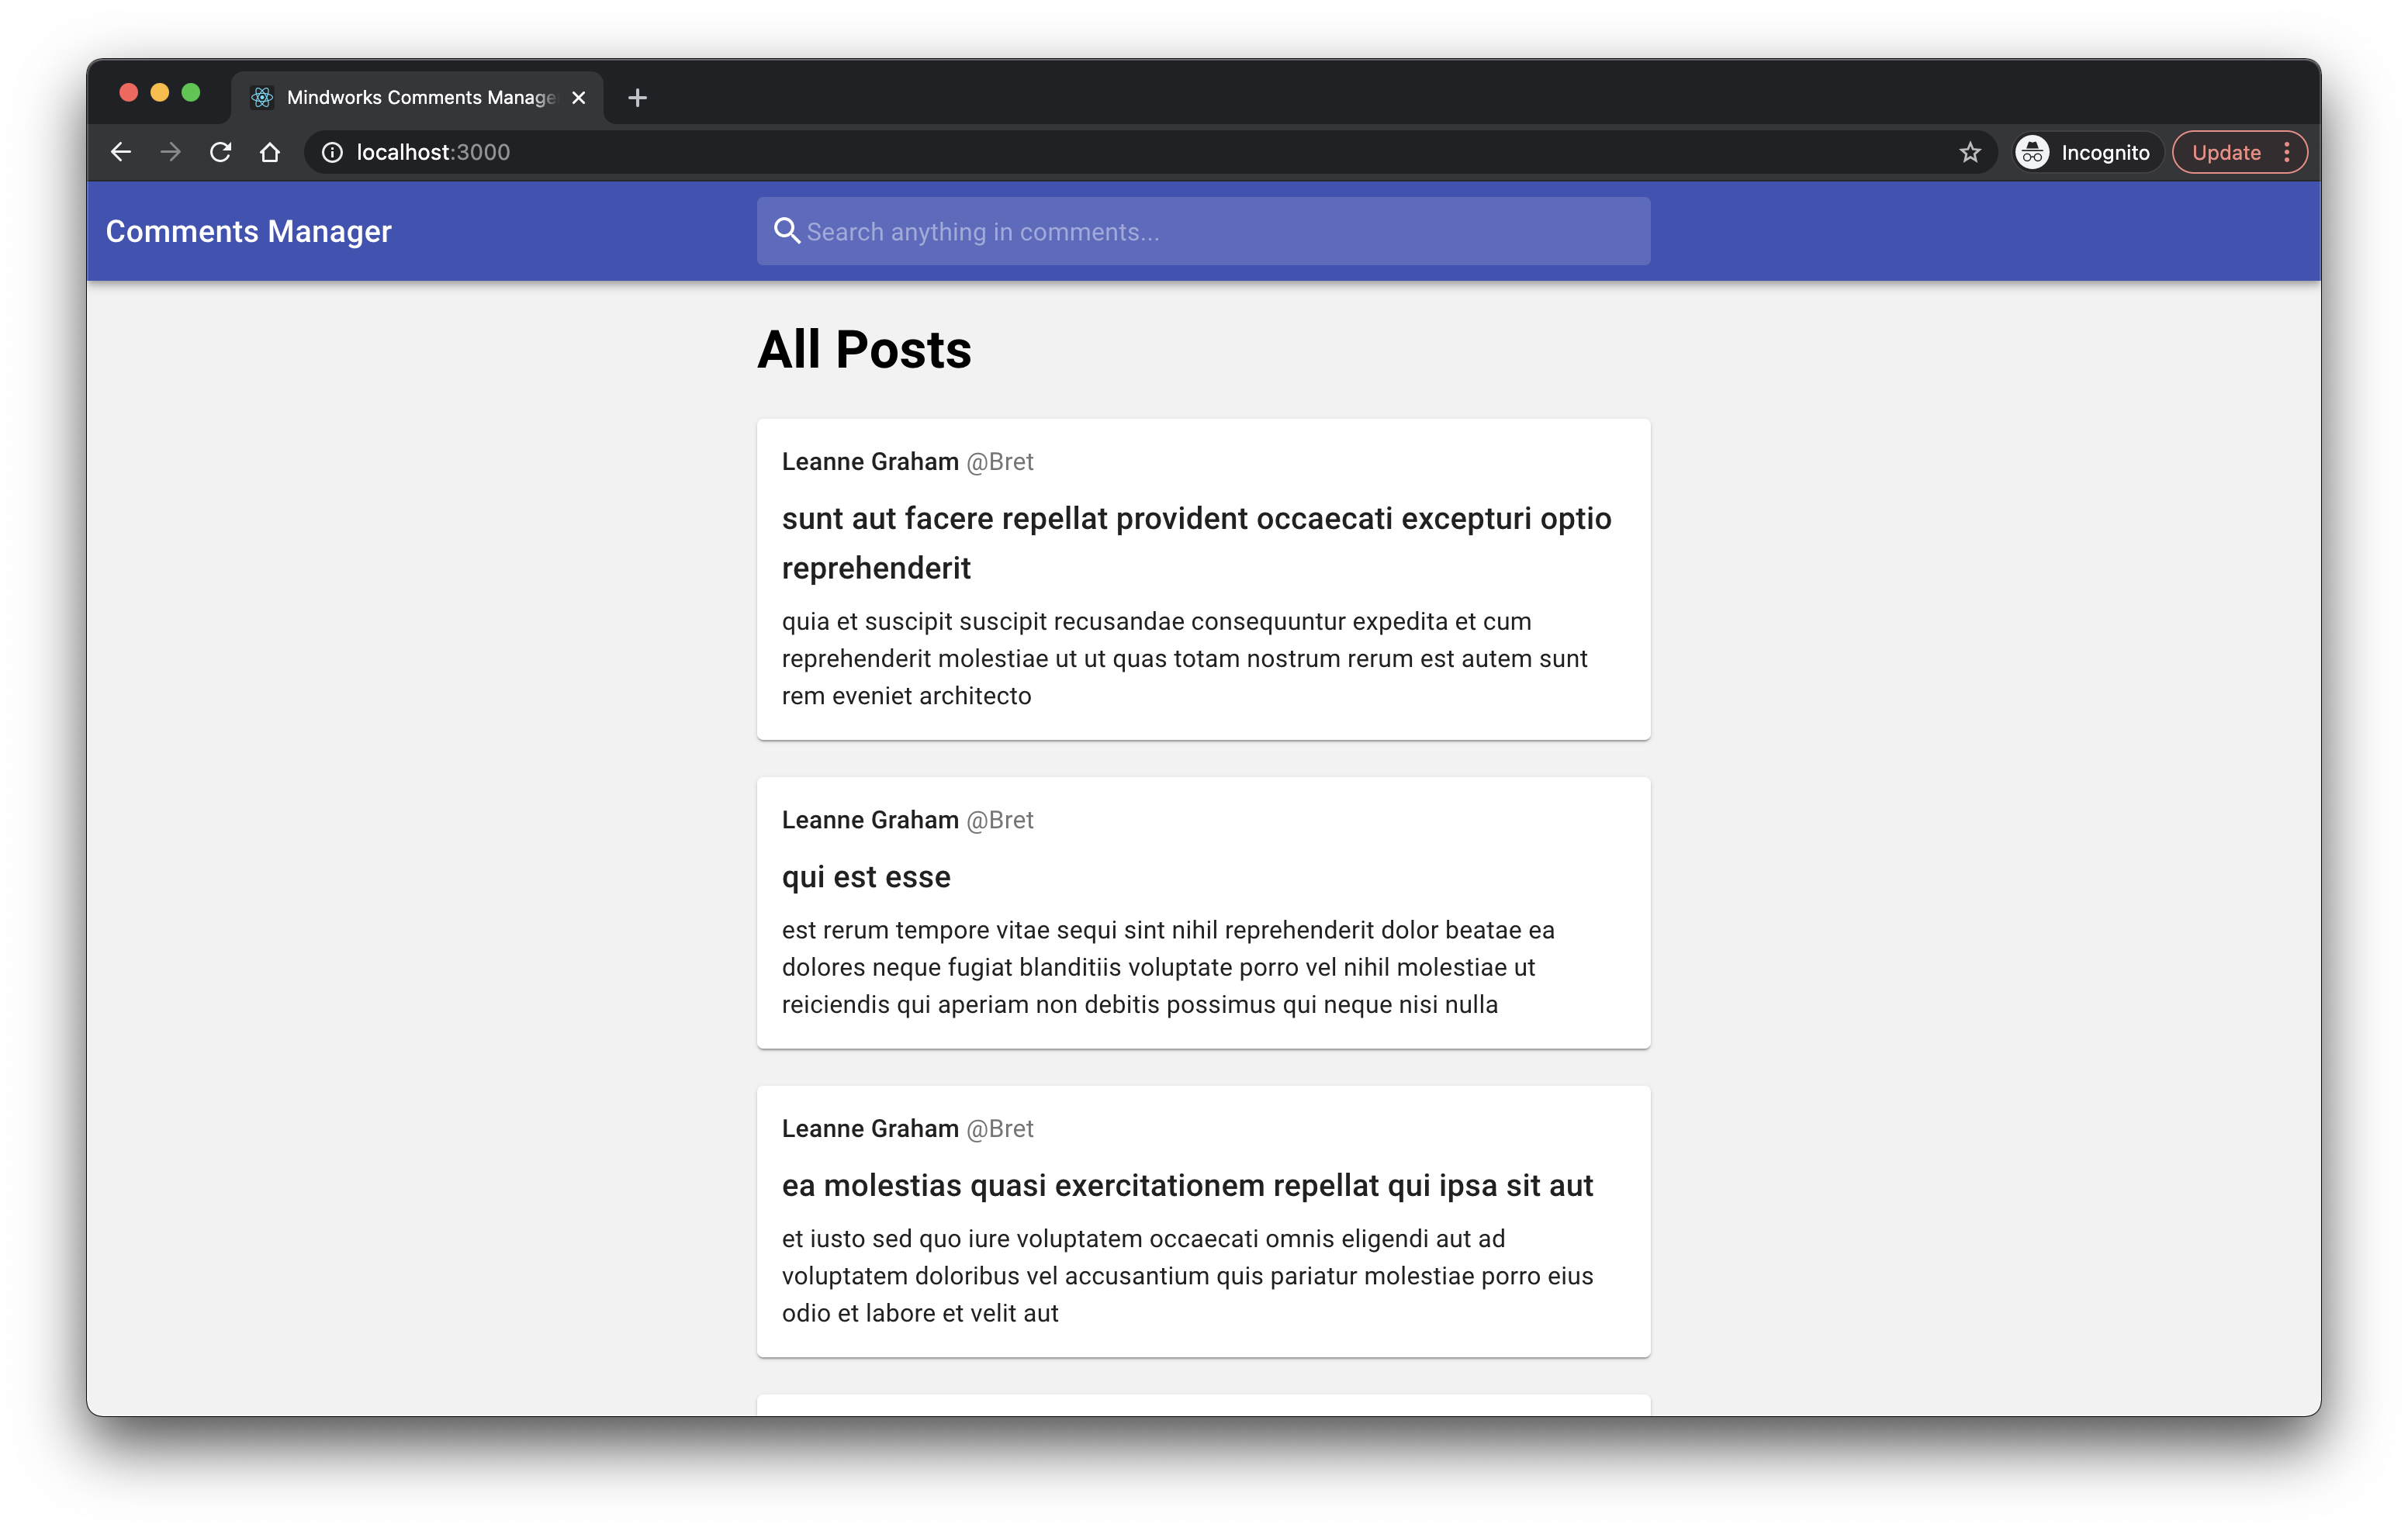 Mindworks Comments Manage
localhost:3000
Incognito
Update
Comments Manager
Search anything in comments...
All Posts
Leanne Graham @Bret
sunt aut facere repellat provident occaecati excepturi optio
reprehenderit
quia et suscipit suscipit recusandae consequuntur expedita et cum
reprehenderit molestiae ut ut quas totam nostrum rerum est autem sunt
rem eveniet architecto
Leanne Graham @Bret
qui est esse
est rerum tempore vitae sequi sint nihil reprehenderit dolor beatae ea
dolores neque fugiat blanditiis voluptate porro vel nihil molestiae ut
reiciendis qui aperiam non debitis possimus qui neque nisi nulla
Leanne Graham @Bret
ea molestias quasi exercitationem repellat qui ipsa sit aut
et iusto sed quo iure voluptatem occaecati omnis eligendi aut ad
voluptatem doloribus vel accusantium quis pariatur molestiae porro eius
odio et labore et velit aut